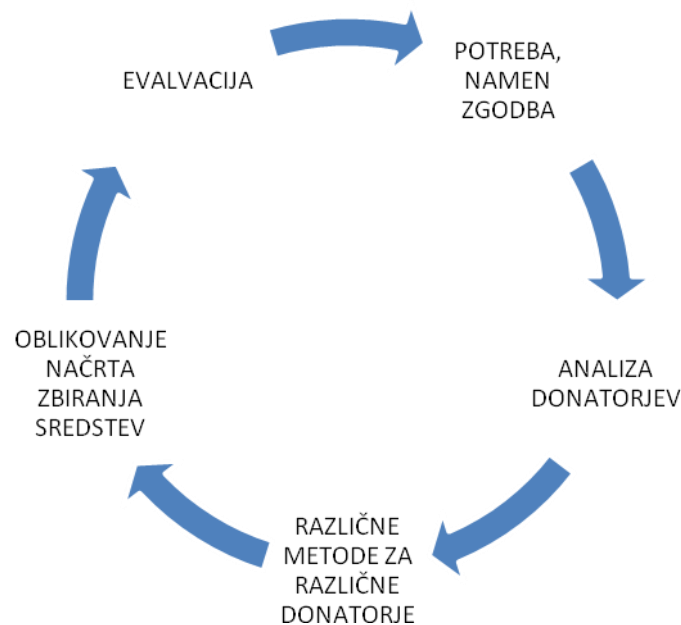 EVALVACIJA
POTREBA,
NAMEN
ZGODBA
ANALIZA
DONATORJEV
RAZLIČNE
METODE ZA
RAZLIČNE
DONATORJE
OBLIKOVANJE
NAČRTA
ZBIRANJA
SREDSTEV